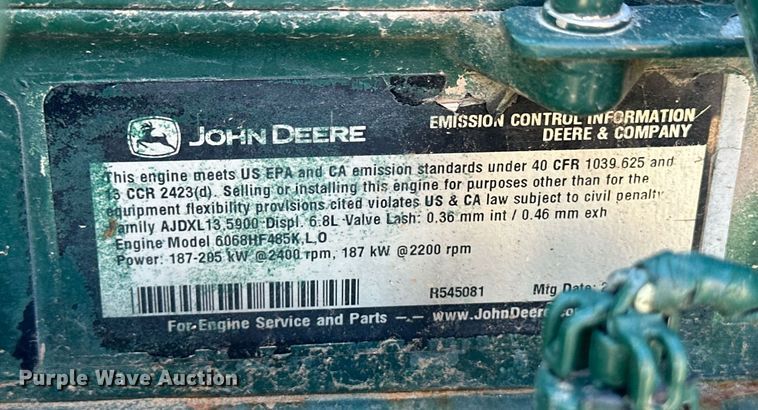 JOHN DEERE
EMISSION CONTROL INFORMATION
DEERE & COMPANY
This engine meets US EPA and CA emission standards under 40 CFR 1039.625 and
13 CCR 2423(d). Selling or installing this engine for purposes other than for the
equipment flexibility provisions cited violates US & CA law subject to civil penalty.
Family AJDXL13.5900 Displ. 6.8L Valve Lash: 0.36 mm int / 0.46 mm exh
Engine Model 6068HF485K,L,O
Power: 187-205 kW @2400 rpm, 187 kW @2200 rpm
R545081 Mfg Date:
For Engine Service and Parts –·– www.JohnDeere.co
Purple Wave Auction